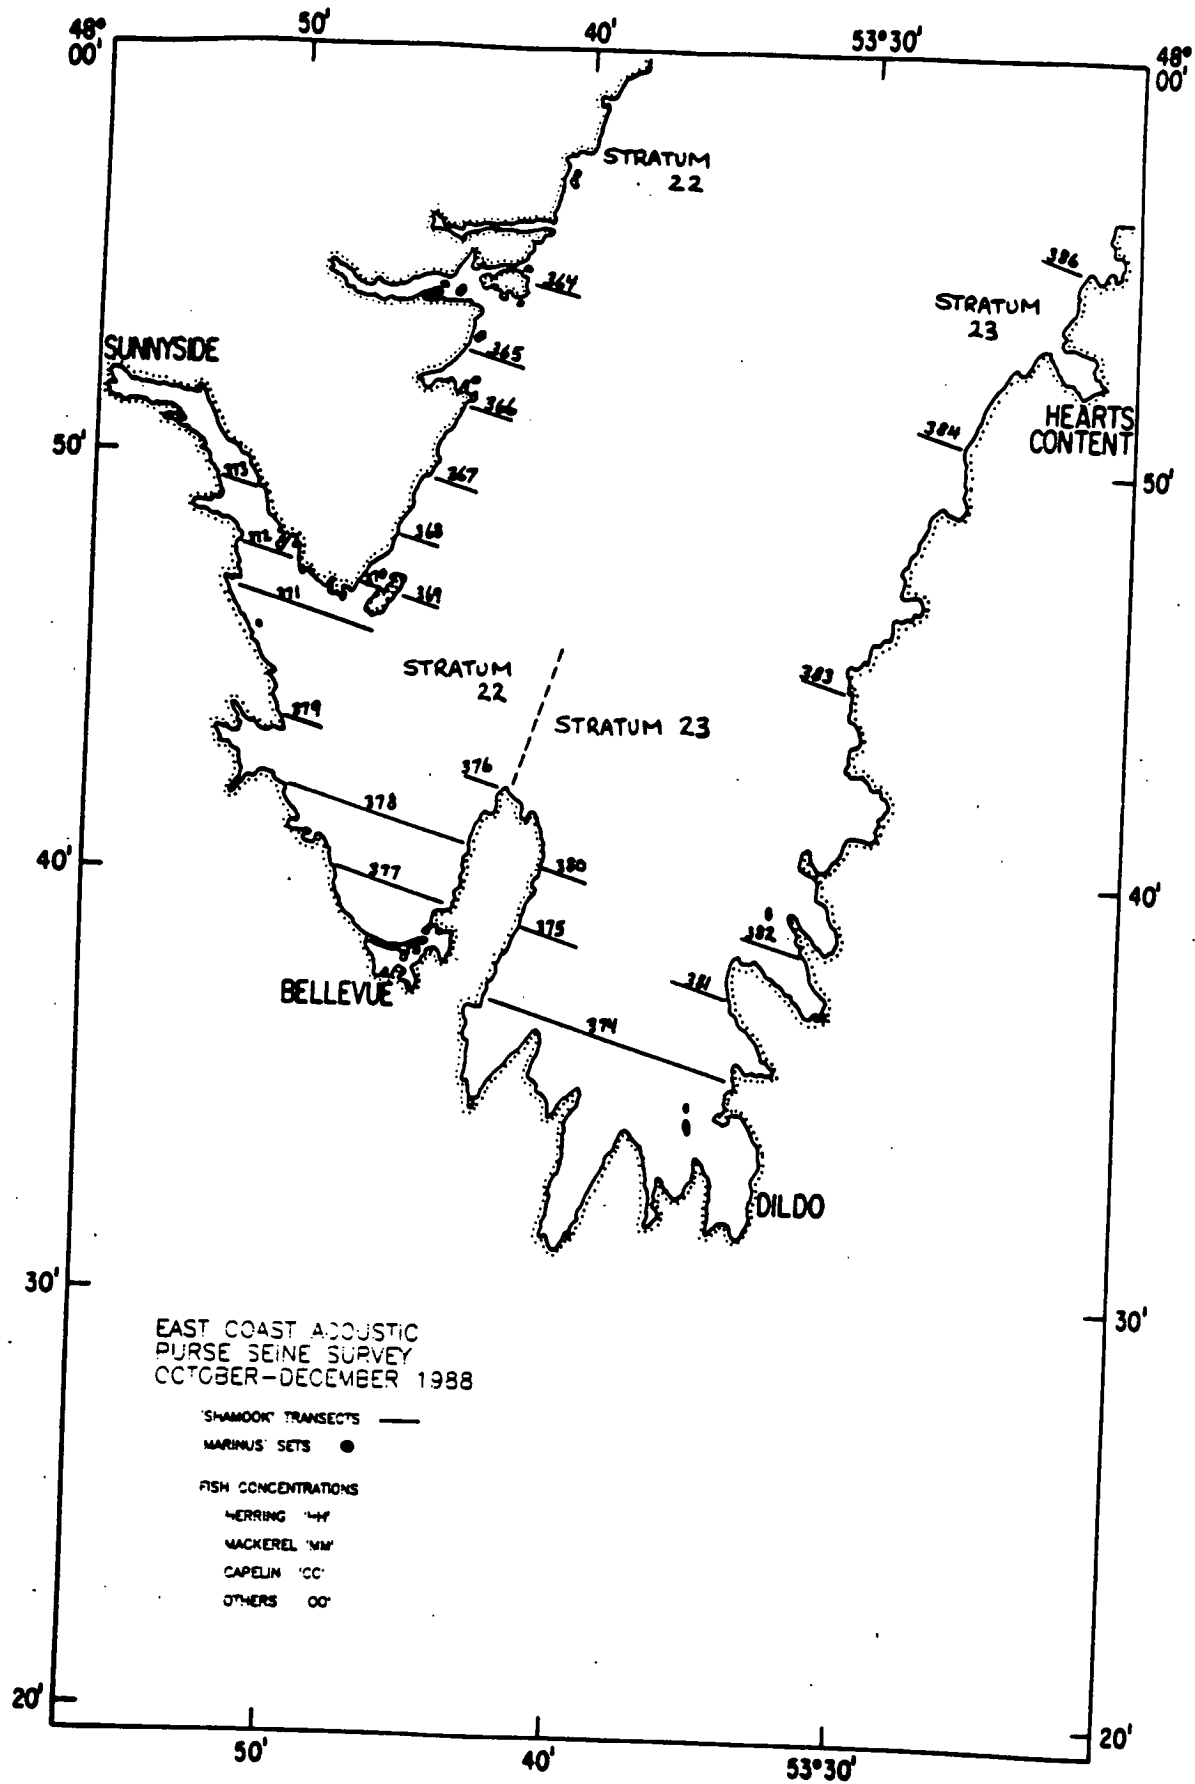 48°
00'
50'
40'
53°30'
48°
00'
STRATUM
22
386
364
STRATUM
23
SUNNYSIDE
365
366
HEARTS
CONTENT
384
50'
367
373
50'
368
372
369
371
STRATUM
22
383
379
STRATUM 23
376
378
40'
377
380
40'
375
382
BELLEVUE
381
374
DILDO
30'
30'
EAST COAST ACOUSTIC
PURSE SEINE SURVEY
OCTOBER-DECEMBER 1988
'SHAMOOK' TRANSECTS
MARINUS' SETS
FISH CONCENTRATIONS
HERRING 'HH'
MACKEREL 'MM'
CAPELIN 'CC'
OTHERS OO'
20'
20'
50'
40'
53°30'